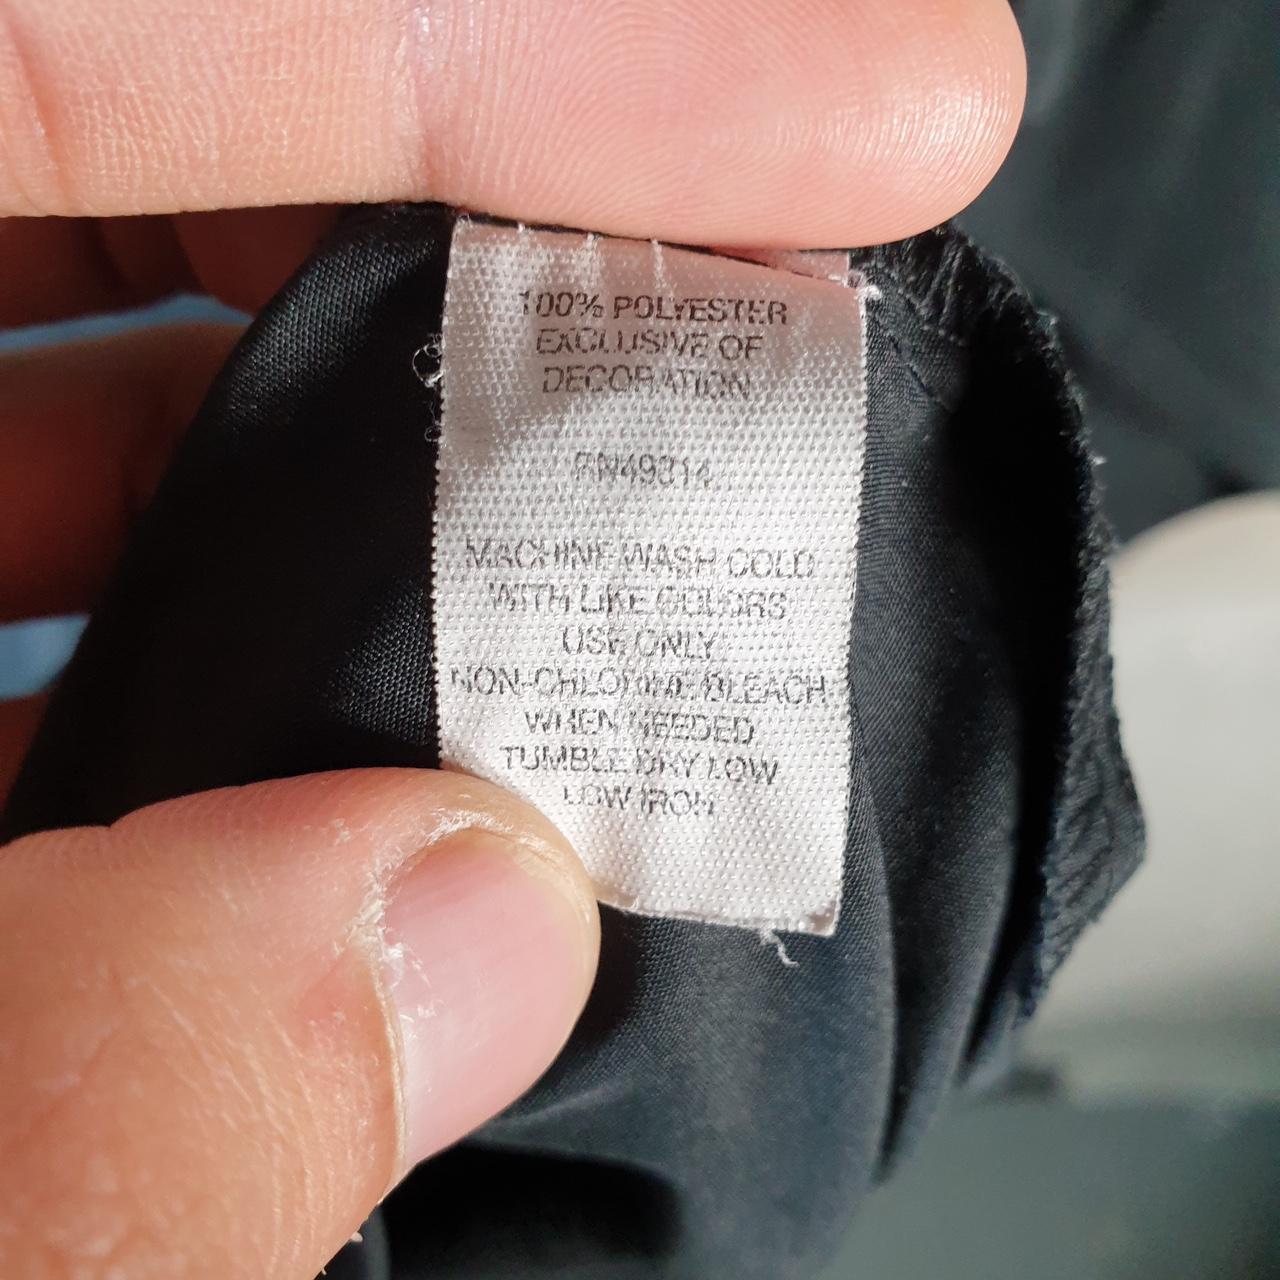 100% POLYESTER
EXCLUSIVE OF
DECORATION
RN49314
MACHINE WASH COLD
WITH LIKE COLORS
USE ONLY
NON-CHLORINE BLEACH
WHEN NEEDED
TUMBLE DRY LOW
LOW IRON